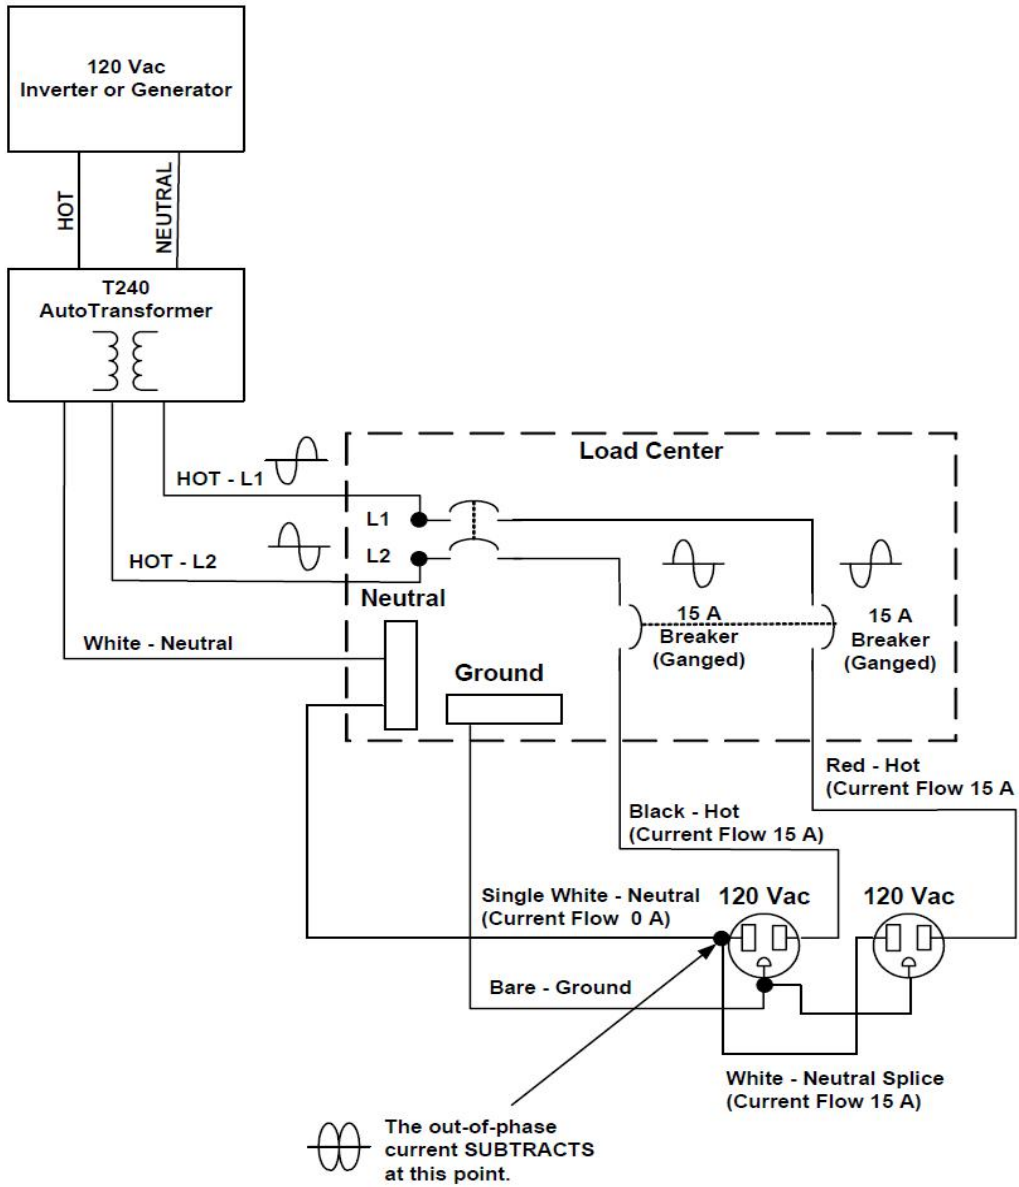 120 Vac
Inverter or Generator
HOT
NEUTRAL
T240
AutoTransformer
Load Center
HOT - L1
L1
HOT - L2
L2
Neutral
15 A
Breaker
(Ganged)
15 A
Breaker
(Ganged)
White - Neutral
Ground
Red - Hot
(Current Flow 15 A
Black - Hot
(Current Flow 15 A)
Single White - Neutral
(Current Flow 0 A)
120 Vac
120 Vac
Bare - Ground
White - Neutral Splice
(Current Flow 15 A)
The out-of-phase
current SUBTRACTS
at this point.